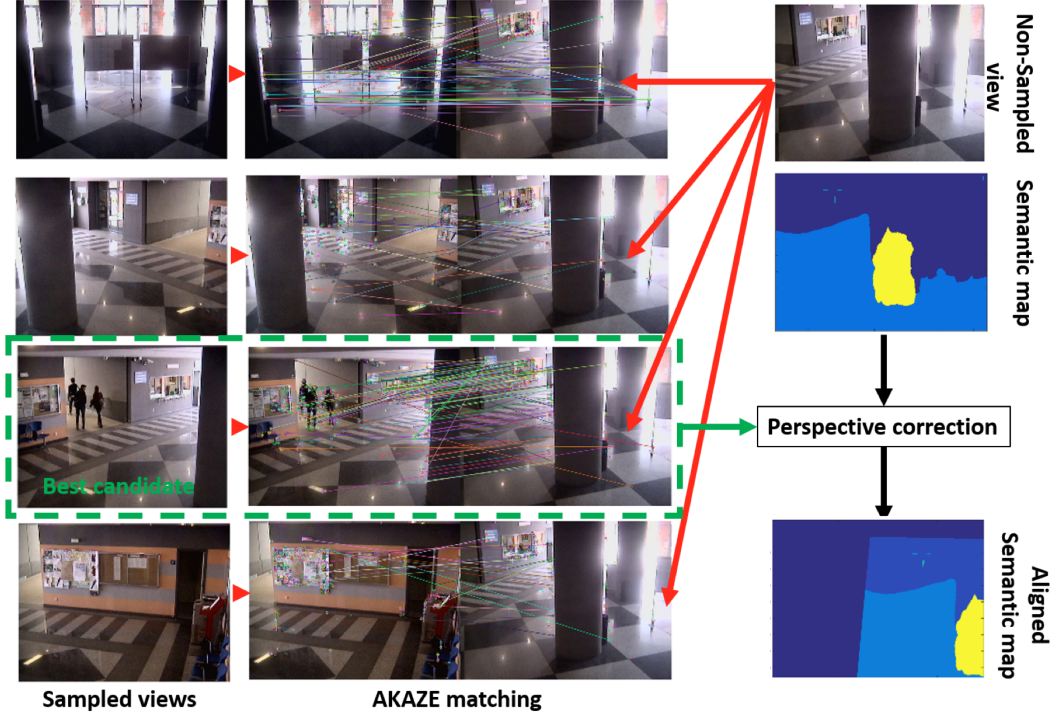 Non-Sampled
view
Semantic map
Best candidate
Perspective correction
Aligned
Semantic map
Sampled views
AKAZE matching